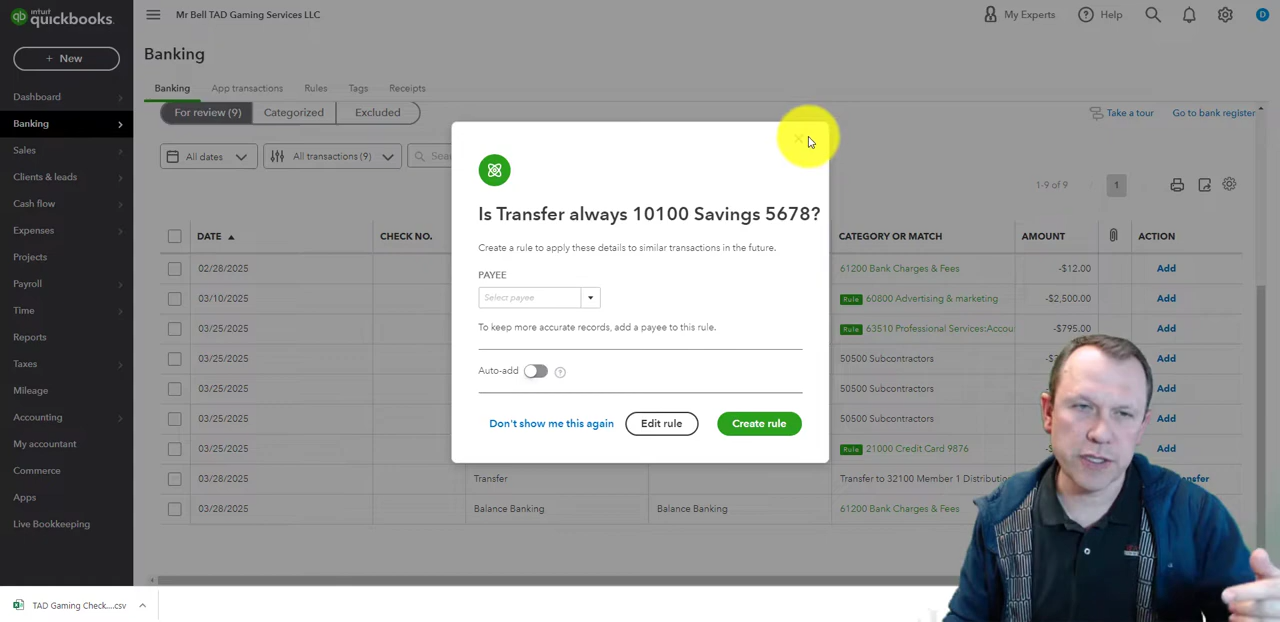 intuit
quickbooks.
Mr Bell TAD Gaming Services LLC
My Experts
Help
D
+ New
Banking
Dashboard
Banking
Sales
Clients & leads
Cash flow
Expenses
Projects
Payroll
Time
Reports
Taxes
Mileage
Accounting
My accountant
Commerce
Apps
Live Bookkeeping
Banking App transactions Rules Tags Receipts
For review (9) Categorized Excluded
Take a tour Go to bank register
All dates All transactions (9)
1-9 of 9 1
DATE CHECK NO. CATEGORY OR MATCH AMOUNT ACTION
02/28/2025 61200 Bank Charges & Fees -$12.00 Add
03/10/2025 Rule 60800 Advertising & marketing -$2,500.00 Add
03/25/2025 Rule 63510 Professional Services:Accou -$795.00 Add
03/25/2025 50500 Subcontractors Add
03/25/2025 50500 Subcontractors Add
03/25/2025 50500 Subcontractors Add
03/25/2025 Rule 21000 Credit Card 9876 Add
03/28/2025 Transfer Transfer to 32100 Member 1
03/28/2025 Balance Banking Balance Banking 61200 Bank Charges & Fees
Is Transfer always 10100 Savings 5678?
Create a rule to apply these details to similar transactions in the future.
PAYEE
Select payee
To keep more accurate records, add a payee to this rule.
Auto-add ?
Don't show me this again Edit rule Create rule
TAD Gaming Check....csv